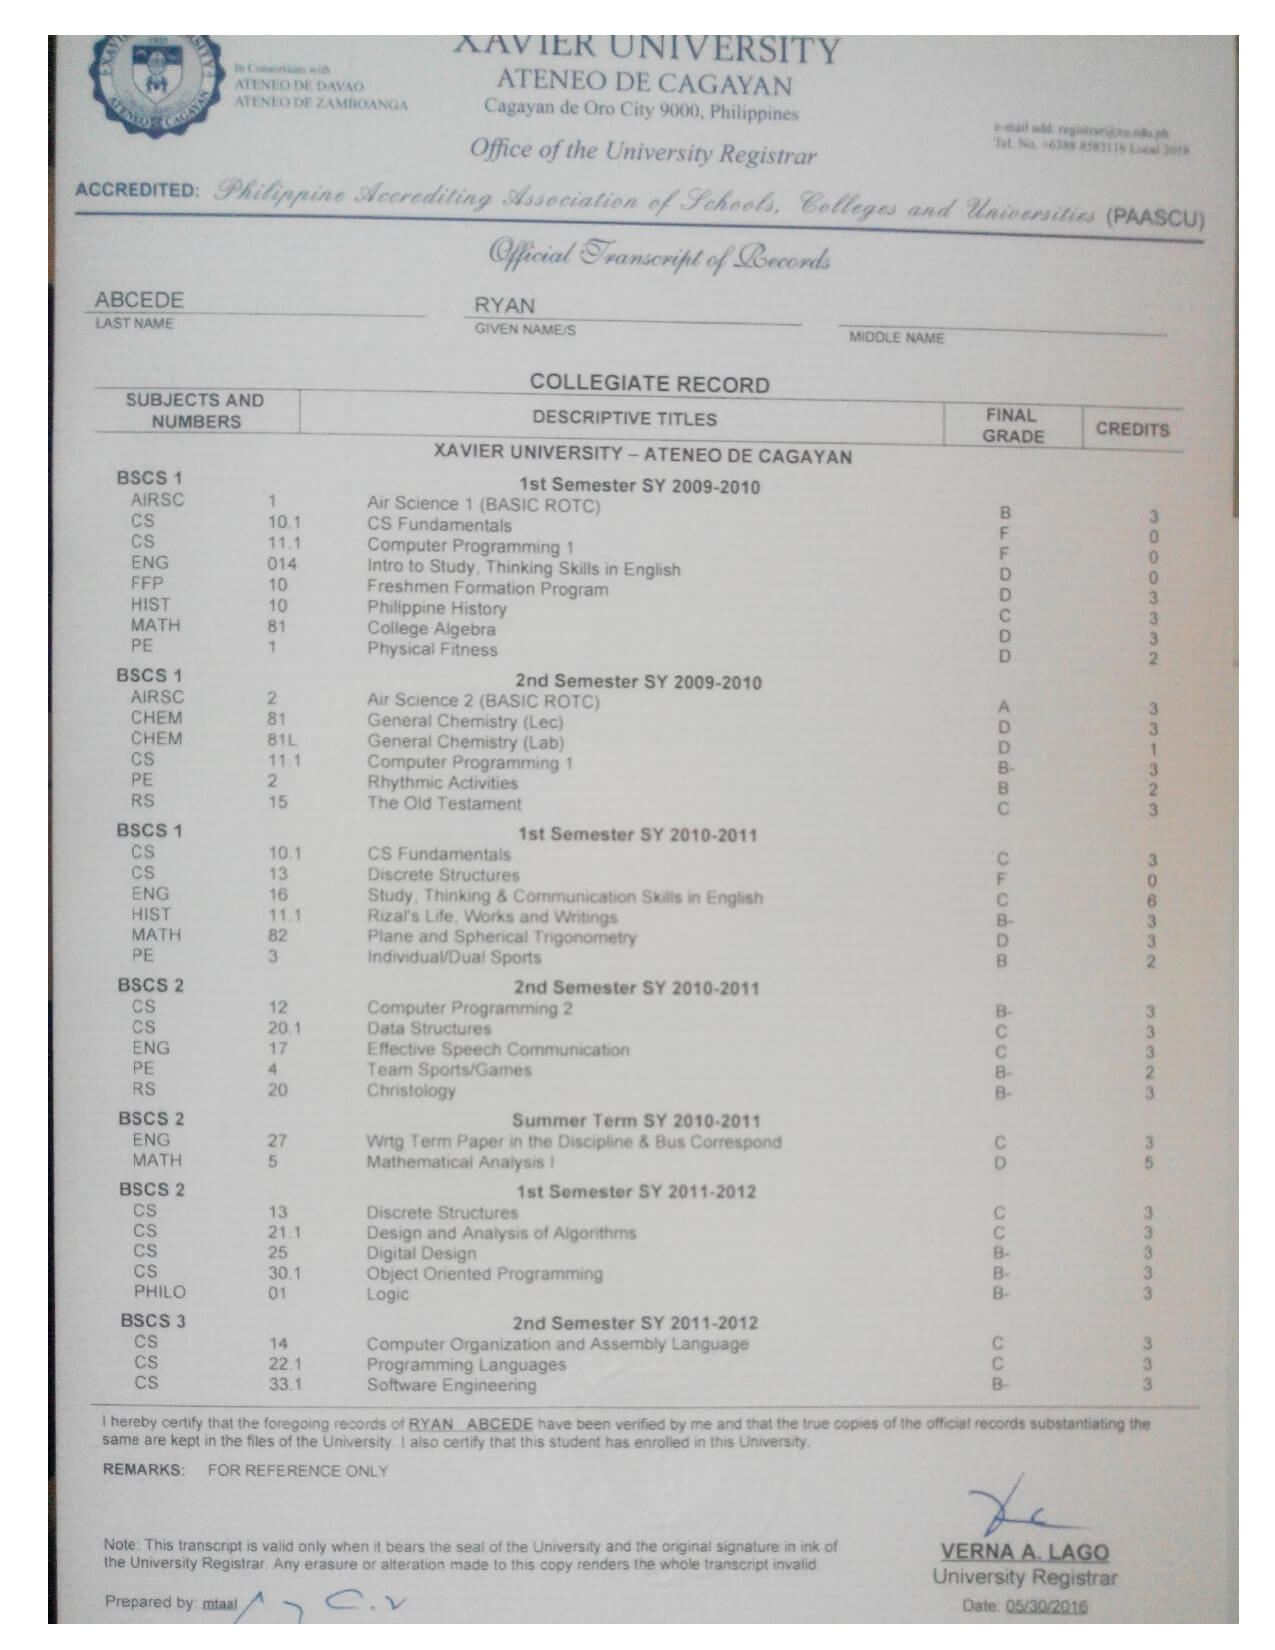 XAVIER UNIVERSITY
ATENEO DE CAGAYAN
Cagayan de Oro City 9000, Philippines
Office of the University Registrar
In Consortium with
ATENEO DE DAVAO
ATENEO DE ZAMBOANGA
e-mail add: registrar@xu.edu.ph
Tel. No. +6388 8583116 Local 2018
ACCREDITED: Philippine Accrediting Association of Schools, Colleges and Universities (PAASCU)
Official Transcript of Records
ABCEDE RYAN
LAST NAME GIVEN NAME/S MIDDLE NAME
COLLEGIATE RECORD
SUBJECTS AND NUMBERS DESCRIPTIVE TITLES FINAL GRADE CREDITS
XAVIER UNIVERSITY – ATENEO DE CAGAYAN
BSCS 1 1st Semester SY 2009-2010
AIRSC 1 Air Science 1 (BASIC ROTC) B 3
CS 10.1 CS Fundamentals F 0
CS 11.1 Computer Programming 1 F 0
ENG 014 Intro to Study, Thinking Skills in English D 0
FFP 10 Freshmen Formation Program D 3
HIST 10 Philippine History C 3
MATH 81 College Algebra D 3
PE 1 Physical Fitness D 2
BSCS 1 2nd Semester SY 2009-2010
AIRSC 2 Air Science 2 (BASIC ROTC) A 3
CHEM 81 General Chemistry (Lec) D 3
CHEM 81L General Chemistry (Lab) D 1
CS 11.1 Computer Programming 1 B- 3
PE 2 Rhythmic Activities B 2
RS 15 The Old Testament C 3
BSCS 1 1st Semester SY 2010-2011
CS 10.1 CS Fundamentals C 3
CS 13 Discrete Structures F 0
ENG 16 Study, Thinking & Communication Skills in English C 6
HIST 11.1 Rizal's Life, Works and Writings B- 3
MATH 82 Plane and Spherical Trigonometry D 3
PE 3 Individual/Dual Sports B 2
BSCS 2 2nd Semester SY 2010-2011
CS 12 Computer Programming 2 B- 3
CS 20.1 Data Structures C 3
ENG 17 Effective Speech Communication C 3
PE 4 Team Sports/Games B- 2
RS 20 Christology B- 3
BSCS 2 Summer Term SY 2010-2011
ENG 27 Wrtg Term Paper in the Discipline & Bus Correspond C 3
MATH 5 Mathematical Analysis I D 5
BSCS 2 1st Semester SY 2011-2012
CS 13 Discrete Structures C 3
CS 21.1 Design and Analysis of Algorithms C 3
CS 25 Digital Design B- 3
CS 30.1 Object Oriented Programming B- 3
PHILO 01 Logic B- 3
BSCS 3 2nd Semester SY 2011-2012
CS 14 Computer Organization and Assembly Language C 3
CS 22.1 Programming Languages C 3
CS 33.1 Software Engineering B- 3
I hereby certify that the foregoing records of RYAN ABCEDE have been verified by me and that the true copies of the official records substantiating the
same are kept in the files of the University. I also certify that this student has enrolled in this University.
REMARKS: FOR REFERENCE ONLY
Note: This transcript is valid only when it bears the seal of the University and the original signature in ink of
the University Registrar. Any erasure or alteration made to this copy renders the whole transcript invalid.
VERNA A. LAGO
University Registrar
Prepared by: mtaal
Date: 05/30/2016